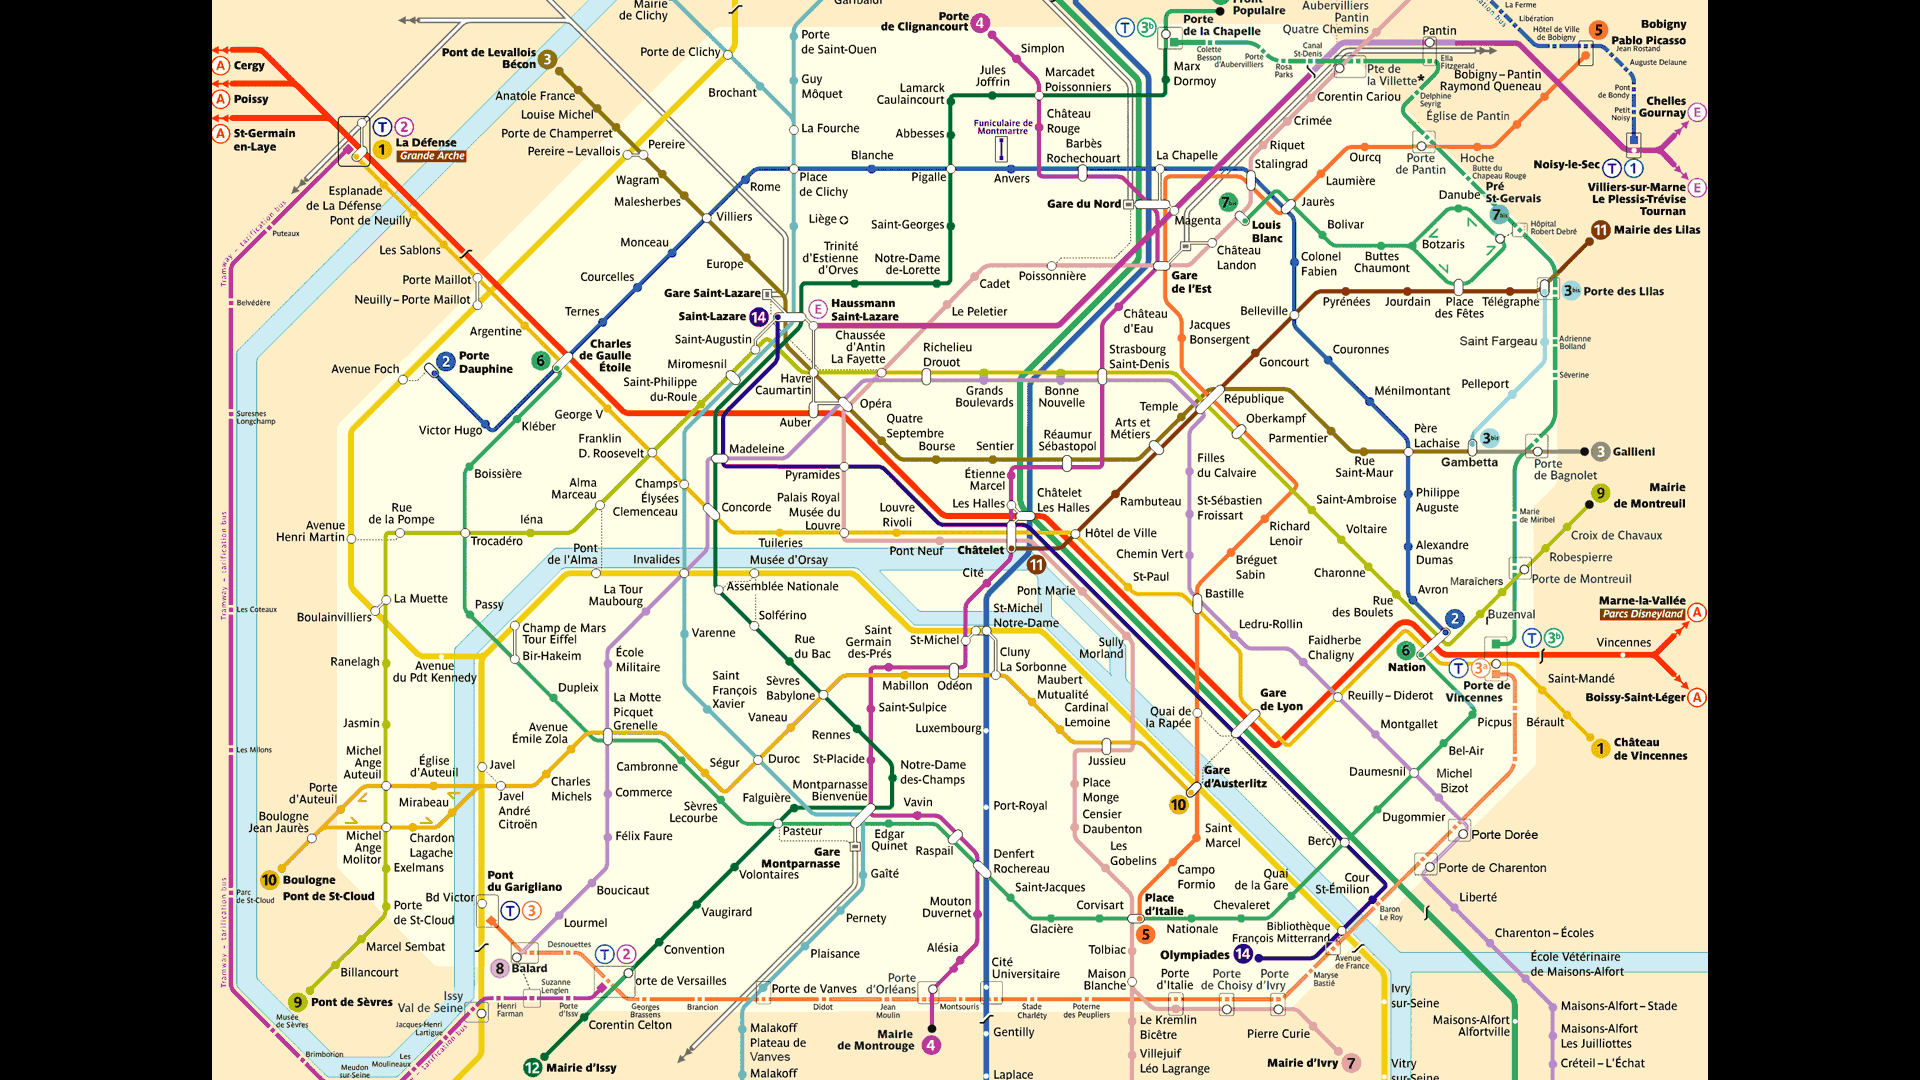 Mairie
de Clichy
Garibaldi
Porte
de Clignancourt
4
Front
Populaire
T
3b
Porte
de la Chapelle
Aubervilliers
Pantin
Quatre Chemins
Pantin
La Ferme
Libération
Hôtel de Ville
de Bobigny
5
Bobigny
Pablo Picasso
Jean Rostand
Auguste Delaune
Pont
de Bondy
Petit
Noisy
Chelles
Gournay
E
Noisy-le-Sec
T
1
Villiers-sur-Marne
Le Plessis-Trévise
Tournan
E
A
Cergy
A
Poissy
A
St-Germain
en-Laye
T
2
La Défense
1
Grande Arche
Pont de Levallois
Bécon
3
Anatole France
Louise Michel
Porte de Champerret
Pereire – Levallois
Pereire
Wagram
Malesherbes
Villiers
Monceau
Courcelles
Ternes
Porte de Clichy
Brochant
Porte
de Saint-Ouen
Guy
Môquet
La Fourche
Place
de Clichy
Rome
Liège
Europe
Simplon
Jules
Joffrin
Marcadet
Poissonniers
Lamarck
Caulaincourt
Abbesses
Funiculaire de
Montmartre
Château
Rouge
Barbès
Rochechouart
Blanche
Pigalle
Anvers
La Chapelle
Marx
Dormoy
Colette
Besson
Porte
d'Aubervilliers
Rosa
Parks
Canal
St-Denis
Pte de
la Villette*
Ella
Fitzgerald
Delphine
Seyrig
Bobigny – Pantin
Raymond Queneau
Église de Pantin
Corentin Cariou
Crimée
Riquet
Stalingrad
Ourcq
Laumière
Porte
de Pantin
Hoche
Butte du
Chapeau Rouge
Jaurès
Bolivar
Danube
Pré
St-Gervais
7bis
Hôpital
Robert Debré
Botzaris
Buttes
Chaumont
11
Mairie des Lilas
3bis
Porte des Lilas
Gare du Nord
Magenta
7bis
Louis
Blanc
Château
Landon
Gare
de l'Est
Colonel
Fabien
Belleville
Pyrénées
Jourdain
Place
des Fêtes
Télégraphe
Adrienne
Bolland
Séverine
Saint Fargeau
Pelleport
3bis
Gambetta
Porte
de Bagnolet
3
Gallieni
Esplanade
de La Défense
Pont de Neuilly
Les Sablons
Porte Maillot
Neuilly – Porte Maillot
Argentine
Puteaux
Belvédère
Suresnes
Longchamp
Les Coteaux
Les Milons
Parc
de St-Cloud
Tramway - tarification bus
Tramway - tarification bus
Tramway - tarification bus
Trinité
d'Estienne
d'Orves
Saint-Georges
Notre-Dame
de-Lorette
Cadet
Poissonnière
Le Peletier
Gare Saint-Lazare
Saint-Lazare
14
E
Haussmann
Saint-Lazare
Saint-Augustin
Miromesnil
Saint-Philippe
du-Roule
Chaussée
d'Antin
La Fayette
Havre
Caumartin
Auber
Opéra
Richelieu
Drouot
Grands
Boulevards
Bonne
Nouvelle
Strasbourg
Saint-Denis
Château
d'Eau
Jacques
Bonsergent
Goncourt
Couronnes
Ménilmontant
Père
Lachaise
Philippe
Auguste
Alexandre
Dumas
Avron
2
Porte
Dauphine
Avenue Foch
Victor Hugo
6
Charles
de Gaulle
Étoile
Kléber
George V
Franklin
D. Roosevelt
Boissière
Alma
Marceau
Rue
de la Pompe
Avenue
Henri Martin
Iéna
Trocadéro
Passy
Pont
de l'Alma
Champs
Élysées
Clemenceau
Concorde
Madeleine
Pyramides
Palais Royal
Musée du
Louvre
Tuileries
Louvre
Rivoli
Quatre
Septembre
Bourse
Sentier
Réaumur
Sébastopol
Étienne
Marcel
Les Halles
Châtelet
Les Halles
Arts et
Métiers
Temple
République
Oberkampf
Parmentier
Rue
Saint-Maur
Filles
du Calvaire
Rambuteau
St-Sébastien
Froissart
Saint-Ambroise
Voltaire
Richard
Lenoir
Chemin Vert
Bréguet
Sabin
Charonne
Rue
des Boulets
Hôtel de Ville
Châtelet
11
Pont Neuf
Invalides
Musée d'Orsay
Assemblée Nationale
Solférino
La Tour
Maubourg
Varenne
Rue
du Bac
Cité
Pont Marie
St-Michel
Notre-Dame
St-Michel
Saint
Germain
des-Prés
Cluny
La Sorbonne
Maubert
Mutualité
Cardinal
Lemoine
St-Paul
Bastille
Sully
Morland
Ledru-Rollin
Faidherbe
Chaligny
Mairie
de Montreuil
9
Croix de Chavaux
Robespierre
Porte de Montreuil
Marie
de Miribel
Maraîchers
Buzenval
2
6
Nation
T
3b
T
3a
Porte de
Vincennes
Marne-la-Vallée
Parcs Disneyland
A
Vincennes
Saint-Mandé
Boissy-Saint-Léger
A
Bérault
1
Château
de Vincennes
La Muette
Boulainvilliers
Ranelagh
Avenue
du Pdt Kennedy
Champ de Mars
Tour Eiffel
Bir-Hakeim
École
Militaire
Dupleix
La Motte
Picquet
Grenelle
Avenue
Émile Zola
Jasmin
Michel
Ange
Auteuil
Église
d'Auteuil
Porte
d'Auteuil
Mirabeau
Javel
Javel
André
Citroën
Charles
Michels
Boulogne
Jean Jaurès
Michel
Ange
Molitor
Chardon
Lagache
Exelmans
10
Boulogne
Pont de St-Cloud
Porte
de St-Cloud
Marcel Sembat
Billancourt
9
Pont de Sèvres
Musée
de Sèvres
Brimborion
Meudon
sur-Seine
Les
Moulineaux
Jacques-Henri
Lartigue
Issy
Val de Seine
Pont
du Garigliano
Bd Victor
T
3
8
Balard
Desnouettes
T
2
Suzanne
Lenglen
Henri
Farman
Porte
d'Issy
Porte de Versailles
Georges
Brassens
Brancion
Porte de Vanves
Didot
Jean
Moulin
Porte
d'Orléans
Montsouris
Cité
Universitaire
Stade
Charléty
Poterne
des Peupliers
Saint
François
Xavier
Sèvres
Babylone
Vaneau
Mabillon
Odéon
Saint-Sulpice
Rennes
St-Placide
Duroc
Ségur
Cambronne
Sèvres
Lecourbe
Commerce
Félix Faure
Boucicaut
Lourmel
Falguière
Montparnasse
Bienvenüe
Notre-Dame
des-Champs
Vavin
Pasteur
Gare
Montparnasse
Edgar
Quinet
Raspail
Volontaires
Vaugirard
Convention
Corentin Celton
12
Mairie d'Issy
Gaîté
Pernety
Plaisance
Malakoff
Plateau de
Vanves
Malakoff
Luxembourg
Port-Royal
Denfert
Rochereau
Mouton
Duvernet
Alésia
Mairie
de Montrouge
4
Gentilly
Laplace
Saint-Jacques
Glacière
Corvisart
Place
d'Italie
5
Nationale
Chevaleret
Quai
de la Gare
Jussieu
Place
Monge
Censier
Daubenton
Les
Gobelins
Campo
Formio
Saint
Marcel
10
Gare
d'Austerlitz
Quai de
la Rapée
Gare
de Lyon
Reuilly – Diderot
Montgallet
Daumesnil
Picpus
Bel-Air
Michel
Bizot
Dugommier
Bercy
Porte Dorée
Porte de Charenton
Cour
St-Émilion
Baron
Le Roy
Liberté
Charenton – Écoles
École Vétérinaire
de Maisons-Alfort
Maisons-Alfort – Stade
Maisons-Alfort
Les Juilliottes
Créteil – L'Échat
Maisons-Alfort
Alfortville
Bibliothèque
François Mitterrand
Olympiades
14
Avenue
de France
Maryse
Bastié
Tolbiac
Maison
Blanche
Porte
d'Italie
Porte
de Choisy
Porte
d'Ivry
Le Kremlin
Bicêtre
Villejuif
Léo Lagrange
Pierre Curie
Mairie d'Ivry
7
Ivry
sur-Seine
Vitry
sur-Seine